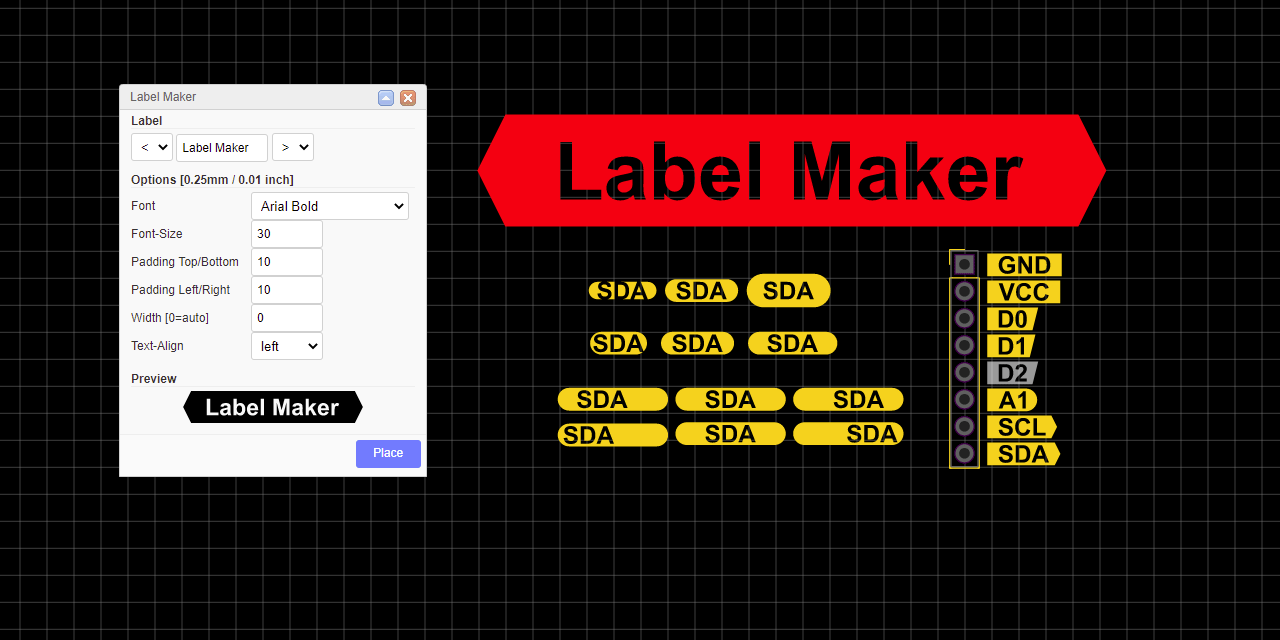 Label Maker
Label
< Label Maker >
Options [0.25mm / 0.01 inch]
Font Arial Bold
Font-Size 30
Padding Top/Bottom 10
Padding Left/Right 10
Width [0=auto] 0
Text-Align left
Preview
Label Maker
Place
Label Maker
SDA SDA SDA
SDA SDA SDA
SDA SDA SDA
SDA SDA SDA
GND
VCC
D0
D1
D2
A1
SCL
SDA